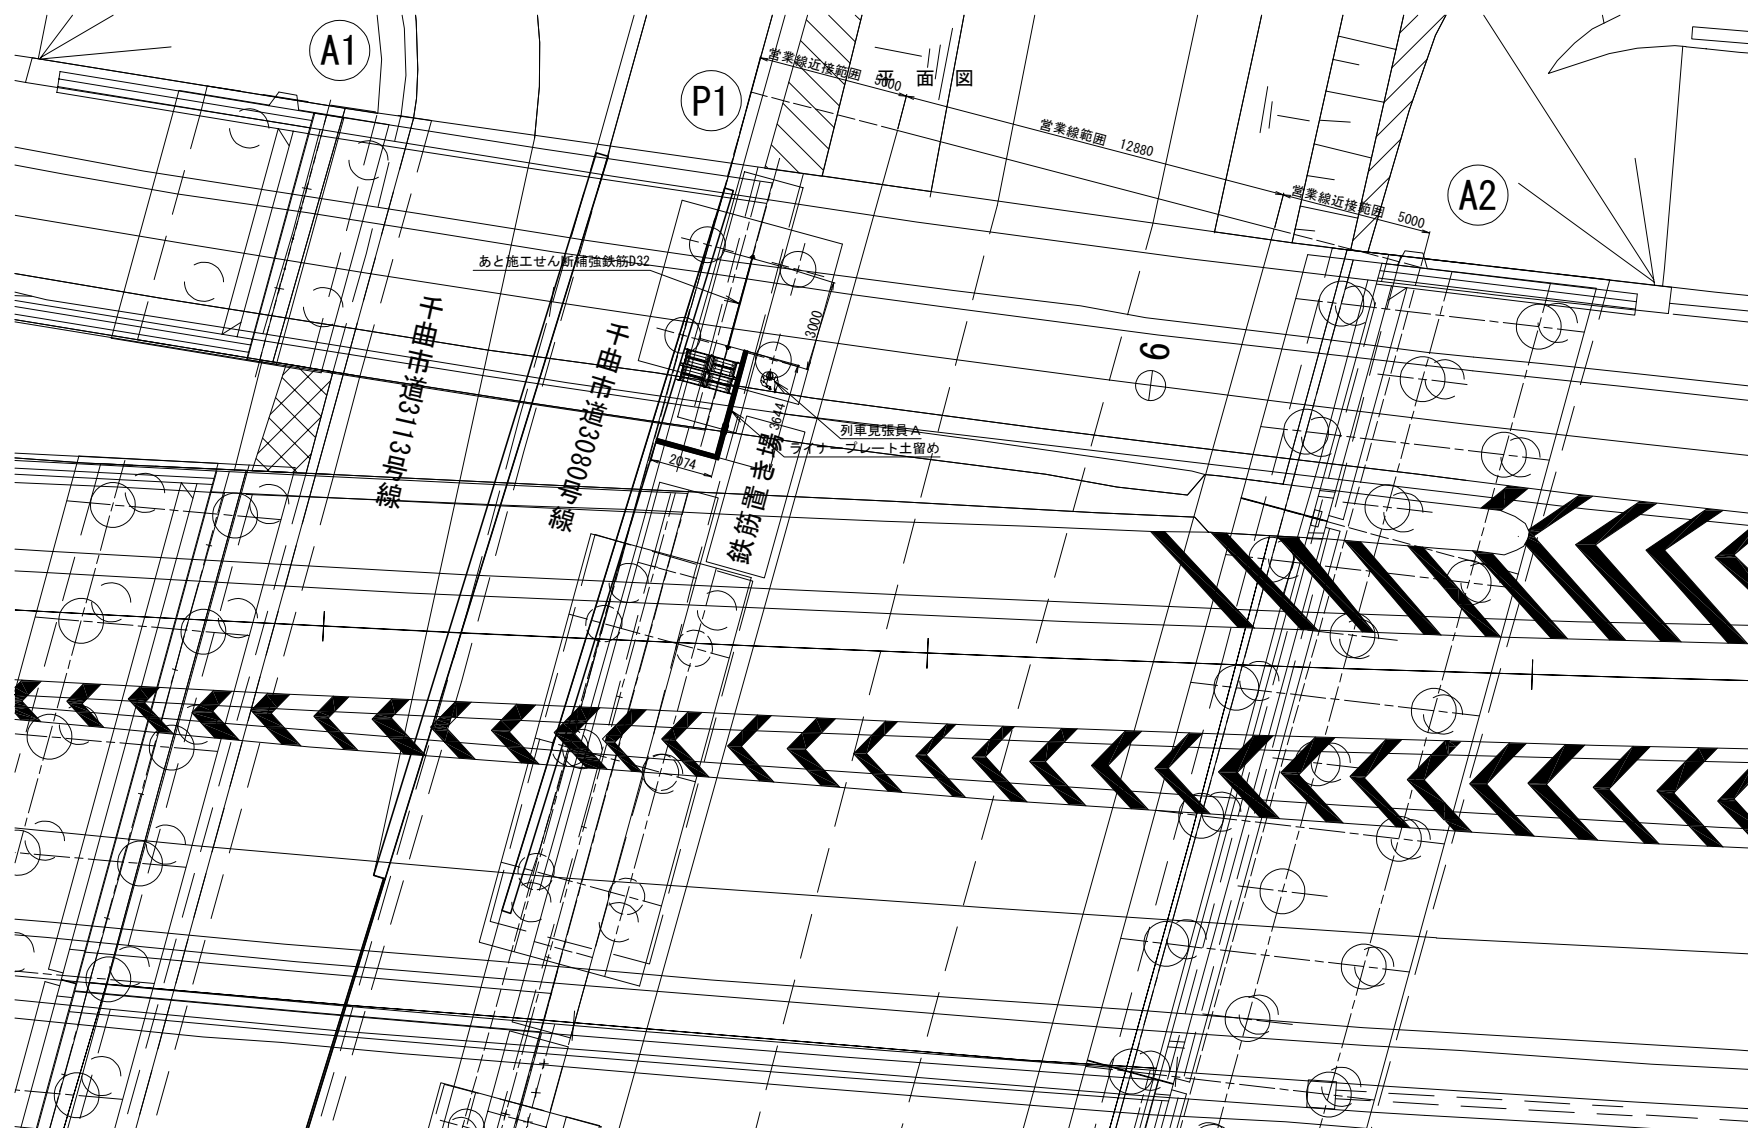 A1
P1
営業線近接範囲 5000
平面図
営業線範囲 12880
営業線近接範囲 5000
A2
あと施工せん断補強鉄筋D32
千曲市道3113号線
千曲市道3080号線
3000
9
3644
列車見張員A
ライナープレート土留め
2074
鉄筋置き場